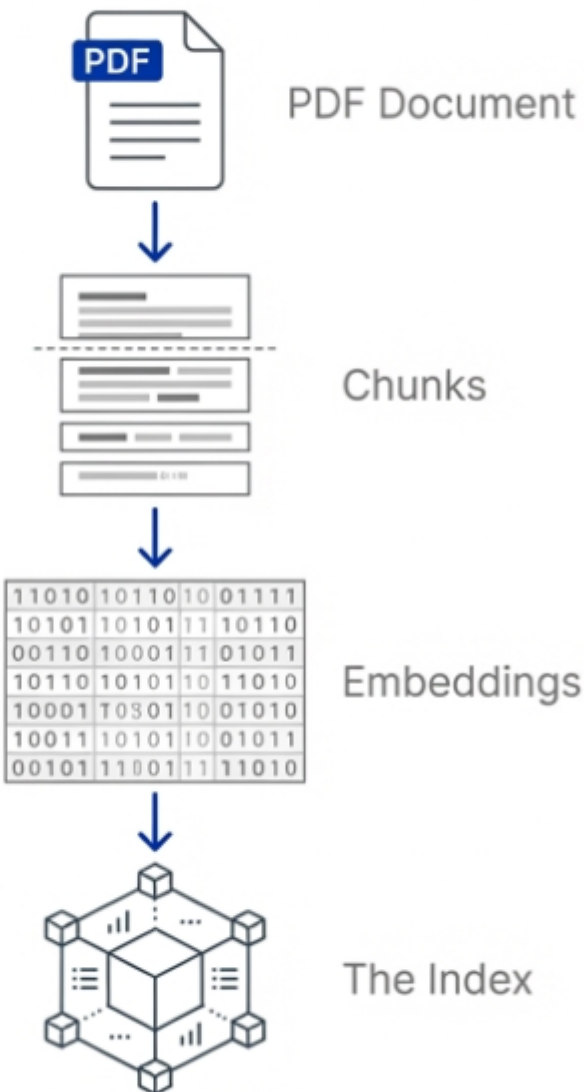 PDF
PDF Document
Chunks
11010 10110 10 01111
10101 10101 11 10110
00110 10001 11 01011
10110 10101 10 11010
10001 10 01010
10011 10101 10 01011
00101 11001 11 11010
Embeddings
The Index